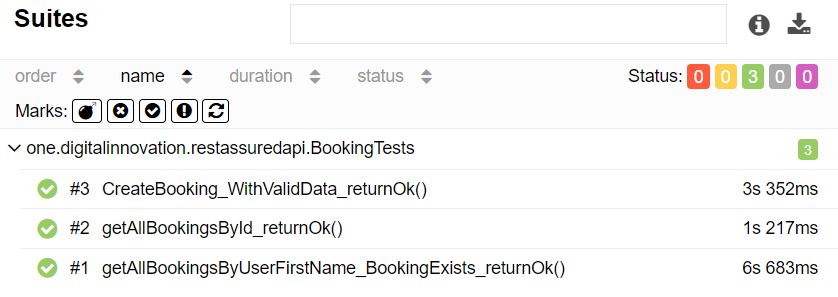 Suites
order name duration status Status: 0 0 3 0 0
Marks:
one.digitalinnovation.restassuredapi.BookingTests 3
#3 CreateBooking_WithValidData_returnOk() 3s 352ms
#2 getAllBookingsById_returnOk() 1s 217ms
#1 getAllBookingsByUserFirstName_BookingExists_returnOk() 6s 683ms